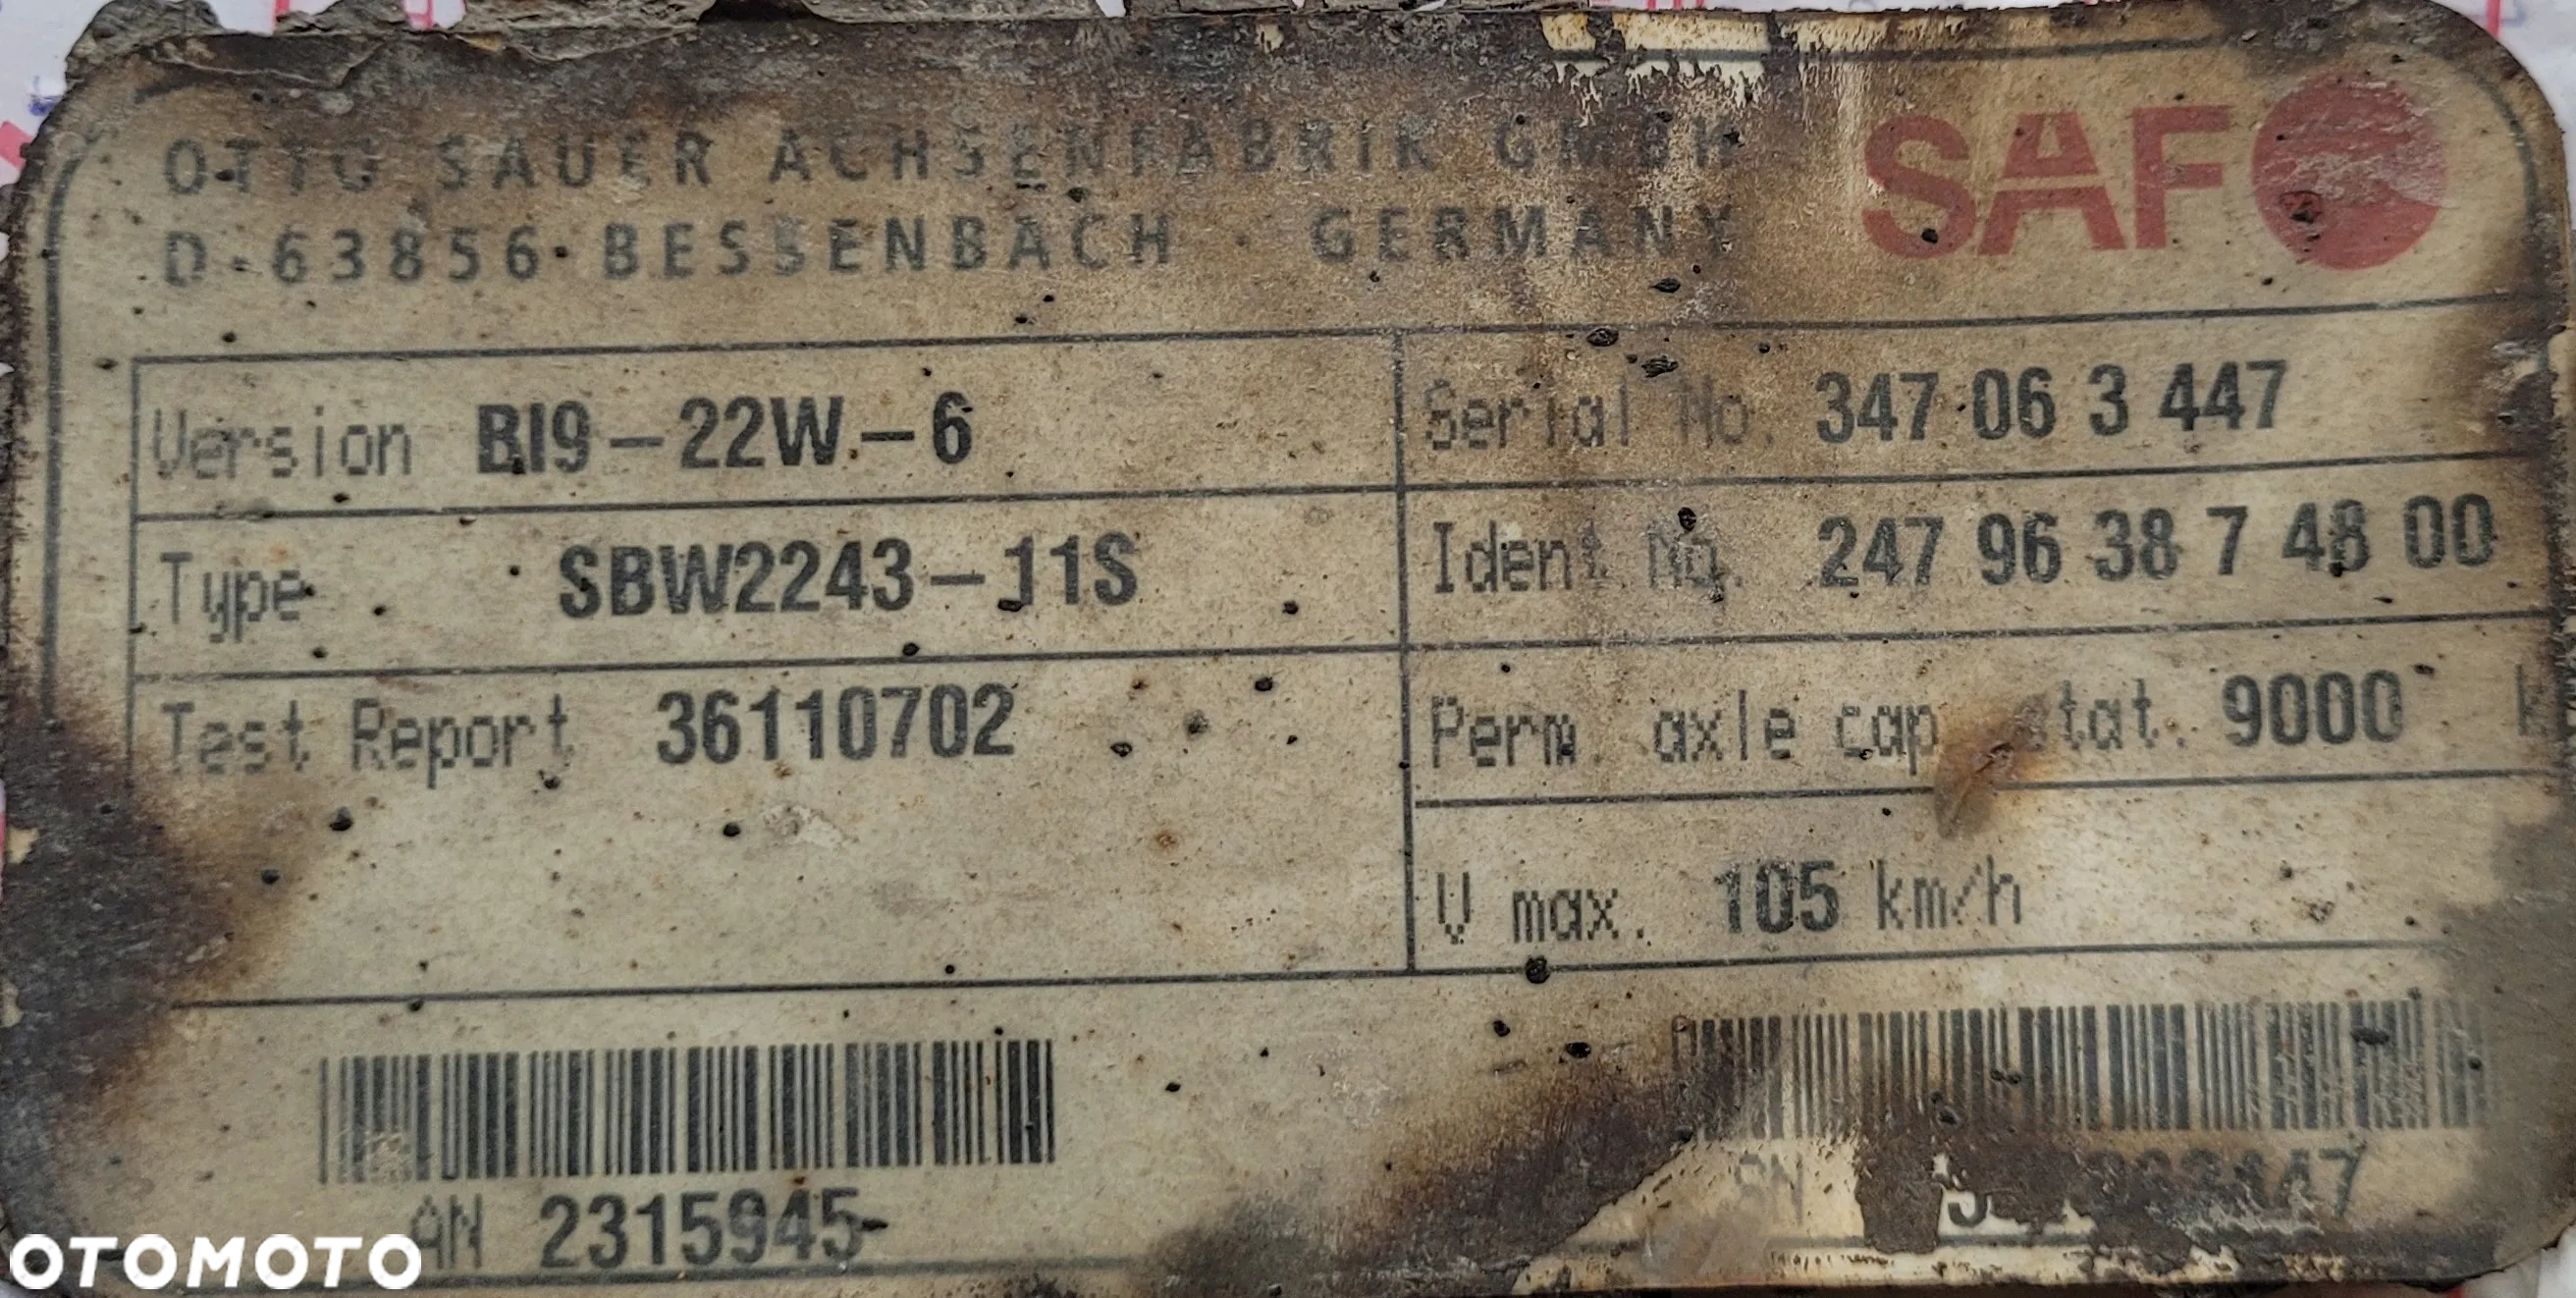 OTTO SAUER ACHSENFABRIK GMBH
D-63856 · BESSENBACH · GERMANY
SAF
Version BI9-22W-6
Serial No. 347 06 3 447
Type SBW2243-11S
Ident No. 247 96 38 7 48 00
Test Report 36110702
Perm. axle cap stat. 9000
V max. 105 km/h
AN 2315945
SN
OTOMOTO